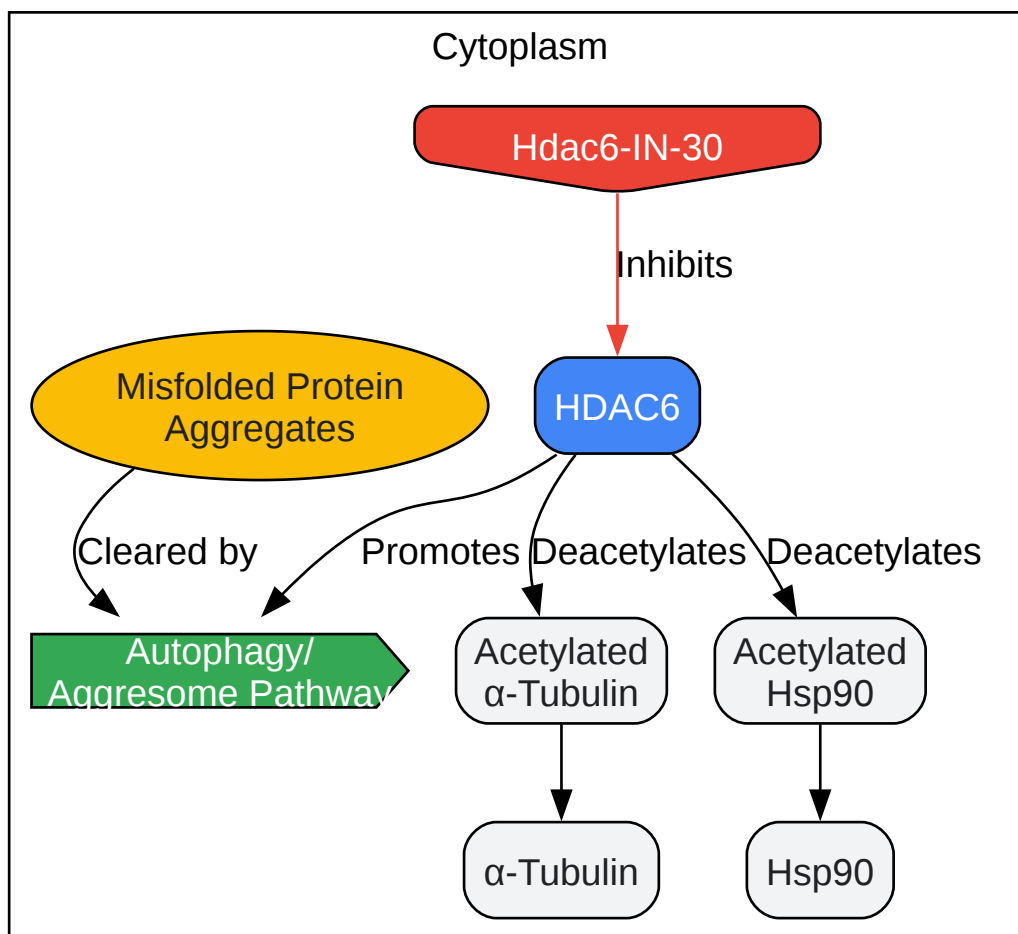 Cytoplasm
Hdac6-IN-30
Inhibits
Misfolded Protein
Aggregates
HDAC6
Cleared by
Promotes
Deacetylates
Deacetylates
Autophagy/
Aggresome Pathway
Acetylated
α-Tubulin
Acetylated
Hsp90
α-Tubulin
Hsp90